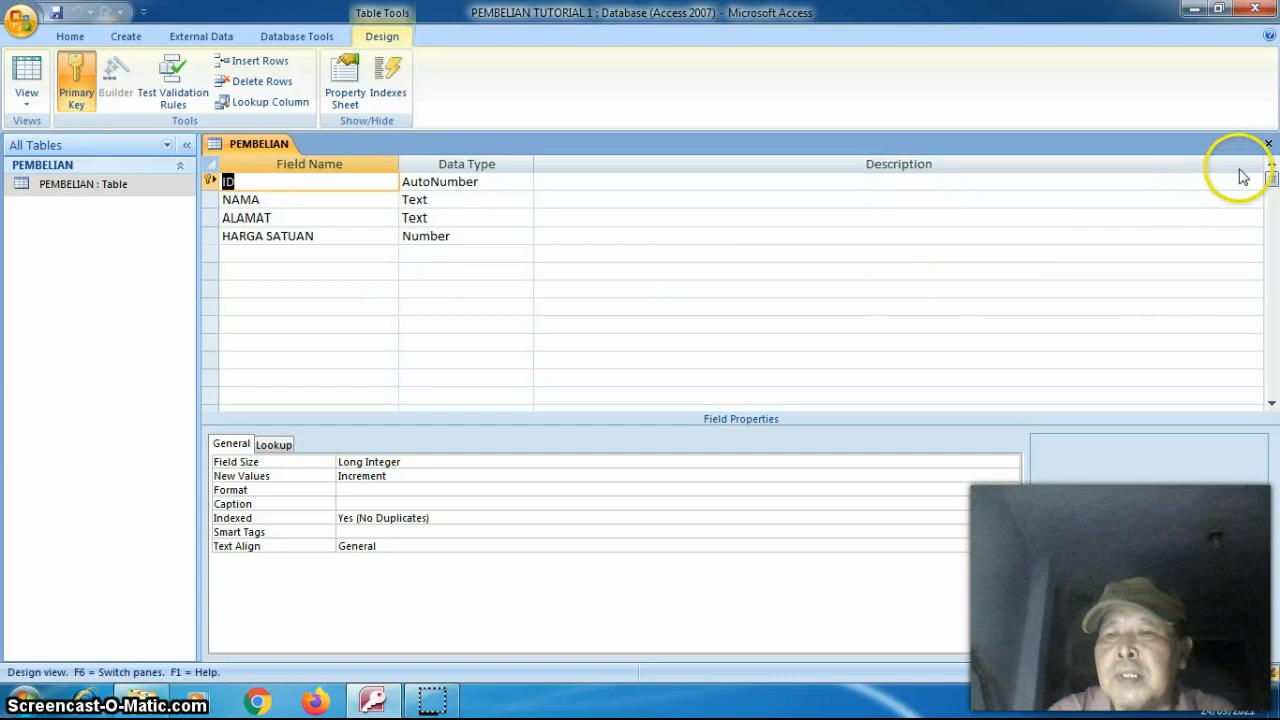 Table Tools
PEMBELIAN TUTORIAL 1 : Database (Access 2007) - Microsoft Access
Home
Create
External Data
Database Tools
Design
View
Primary Key
Builder
Test Validation Rules
Insert Rows
Delete Rows
Lookup Column
Property Sheet
Indexes
Views
Tools
Show/Hide
All Tables
PEMBELIAN
PEMBELIAN : Table
PEMBELIAN
Field Name Data Type Description
ID AutoNumber
NAMA Text
ALAMAT Text
HARGA SATUAN Number
Field Properties
General Lookup
Field Size Long Integer
New Values Increment
Format
Caption
Indexed Yes (No Duplicates)
Smart Tags
Text Align General
Design view. F6 = Switch panes. F1 = Help.
Screencast-O-Matic.com